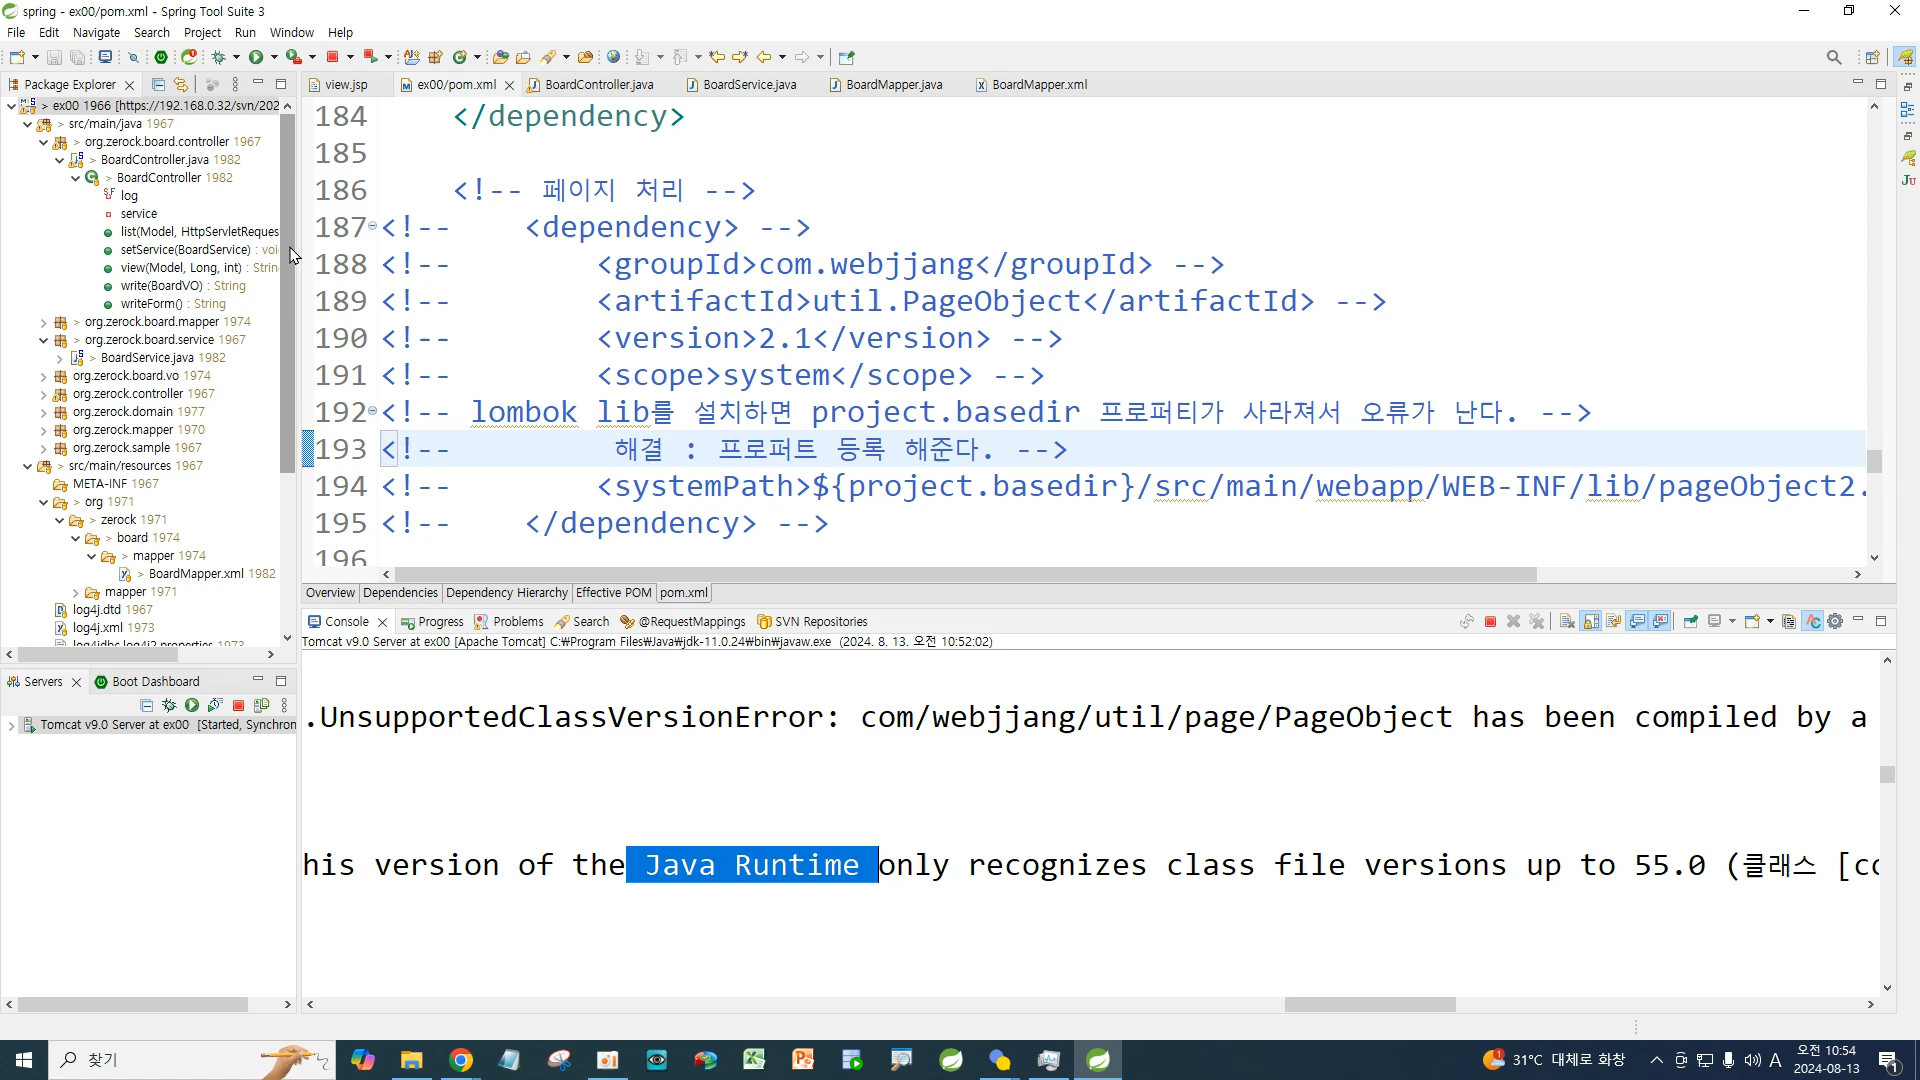 spring - ex00/pom.xml - Spring Tool Suite 3
File Edit Navigate Search Project Run Window Help
Package Explorer
view.jsp
ex00/pom.xml
BoardController.java
BoardService.java
BoardMapper.java
BoardMapper.xml
> ex00 1966 [https://192.168.0.32/svn/202
> src/main/java 1967
> org.zerock.board.controller 1967
> BoardController.java 1982
> BoardController 1982
log
service
list(Model, HttpServletReques
setService(BoardService) : voi
view(Model, Long, int) : Strin
write(BoardVO) : String
writeForm() : String
> org.zerock.board.mapper 1974
> org.zerock.board.service 1967
> BoardService.java 1982
org.zerock.board.vo 1974
org.zerock.controller 1967
org.zerock.domain 1977
org.zerock.mapper 1970
org.zerock.sample 1967
> src/main/resources 1967
META-INF 1967
> org 1971
> zerock 1971
> board 1974
> mapper 1974
> BoardMapper.xml 1982
mapper 1971
log4j.dtd 1967
log4j.xml 1973
log4jdbc.log4j2.properties 1973
184 </dependency>
185
186 <!-- 페이지 처리 -->
187 <!-- <dependency> -->
188 <!-- <groupId>com.webjjang</groupId> -->
189 <!-- <artifactId>util.PageObject</artifactId> -->
190 <!-- <version>2.1</version> -->
191 <!-- <scope>system</scope> -->
192 <!-- lombok lib를 설치하면 project.basedir 프로퍼티가 사라져서 오류가 난다. -->
193 <!-- 해결 : 프로퍼트 등록 해준다. -->
194 <!-- <systemPath>${project.basedir}/src/main/webapp/WEB-INF/lib/pageObject2.
195 <!-- </dependency> -->
196
Overview Dependencies Dependency Hierarchy Effective POM pom.xml
Console Progress Problems Search @RequestMappings SVN Repositories
Tomcat v9.0 Server at ex00 [Apache Tomcat] C:₩Program Files₩Java₩jdk-11.0.24₩bin₩javaw.exe (2024. 8. 13. 오전 10:52:02)
.UnsupportedClassVersionError: com/webjjang/util/page/PageObject has been compiled by a
his version of the Java Runtime only recognizes class file versions up to 55.0 (클래스 [co
Servers Boot Dashboard
Tomcat v9.0 Server at ex00 [Started, Synchron
찾기
31°C 대체로 화창
A
오전 10:54
2024-08-13
1